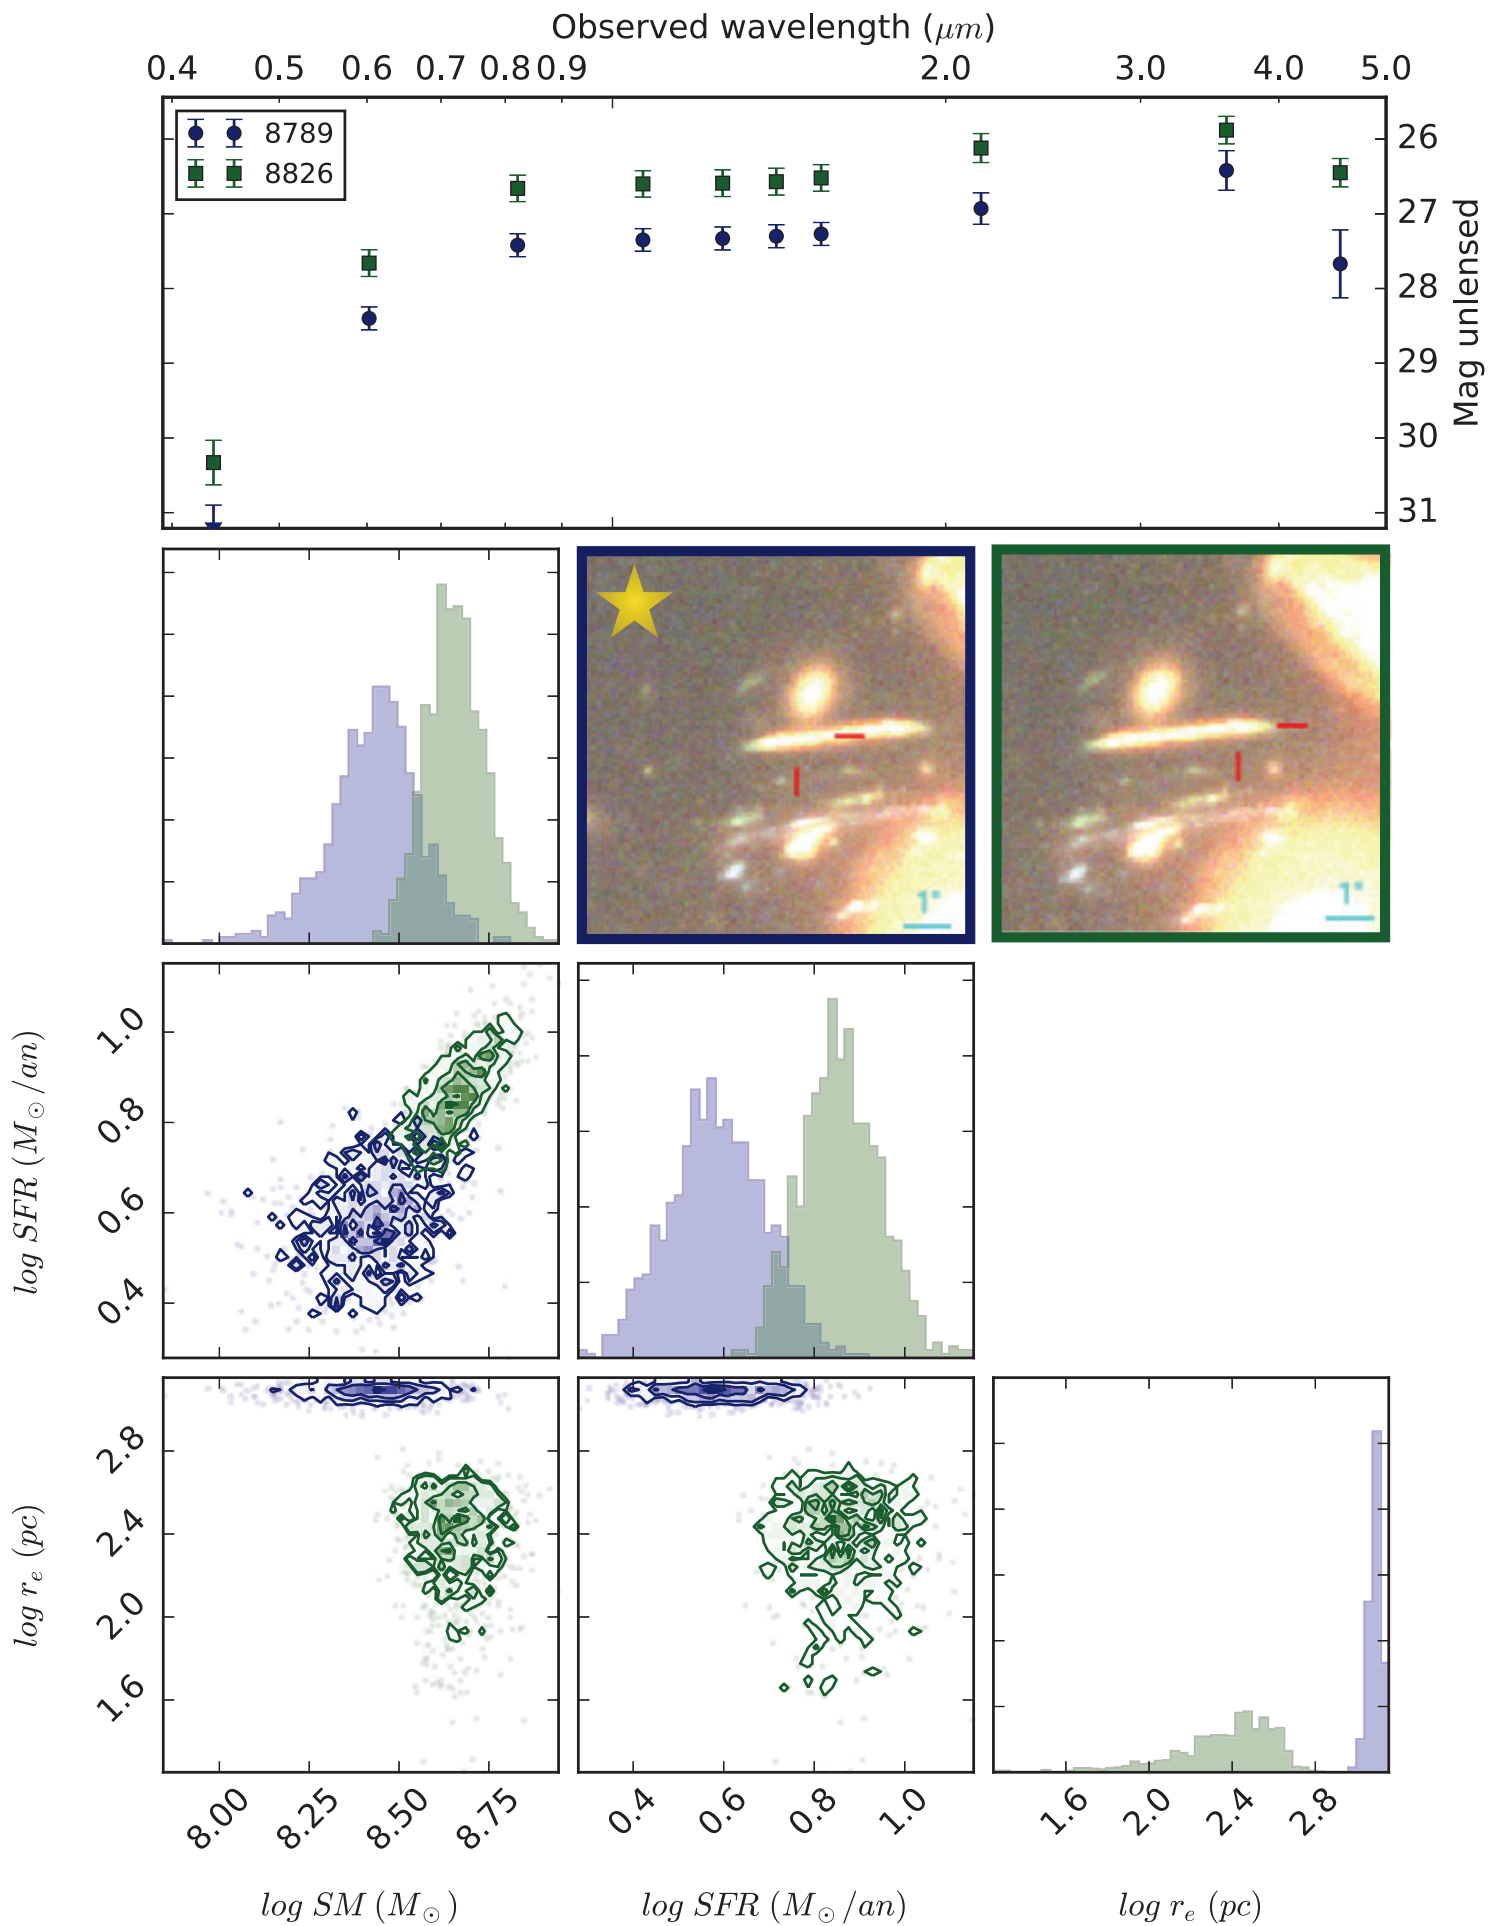 Observed wavelength (μm)
0.4 0.5 0.6 0.7 0.8 0.9 2.0 3.0 4.0 5.0
8789
8826
26
27
28
29
30
31
Mag unlensed
1"
1"
log SFR (M⊙/an)
1.0
0.8
0.6
0.4
log re (pc)
2.8
2.4
2.0
1.6
8.00 8.25 8.50 8.75
0.4 0.6 0.8 1.0
1.6 2.0 2.4 2.8
log SM (M⊙)
log SFR (M⊙/an)
log re (pc)